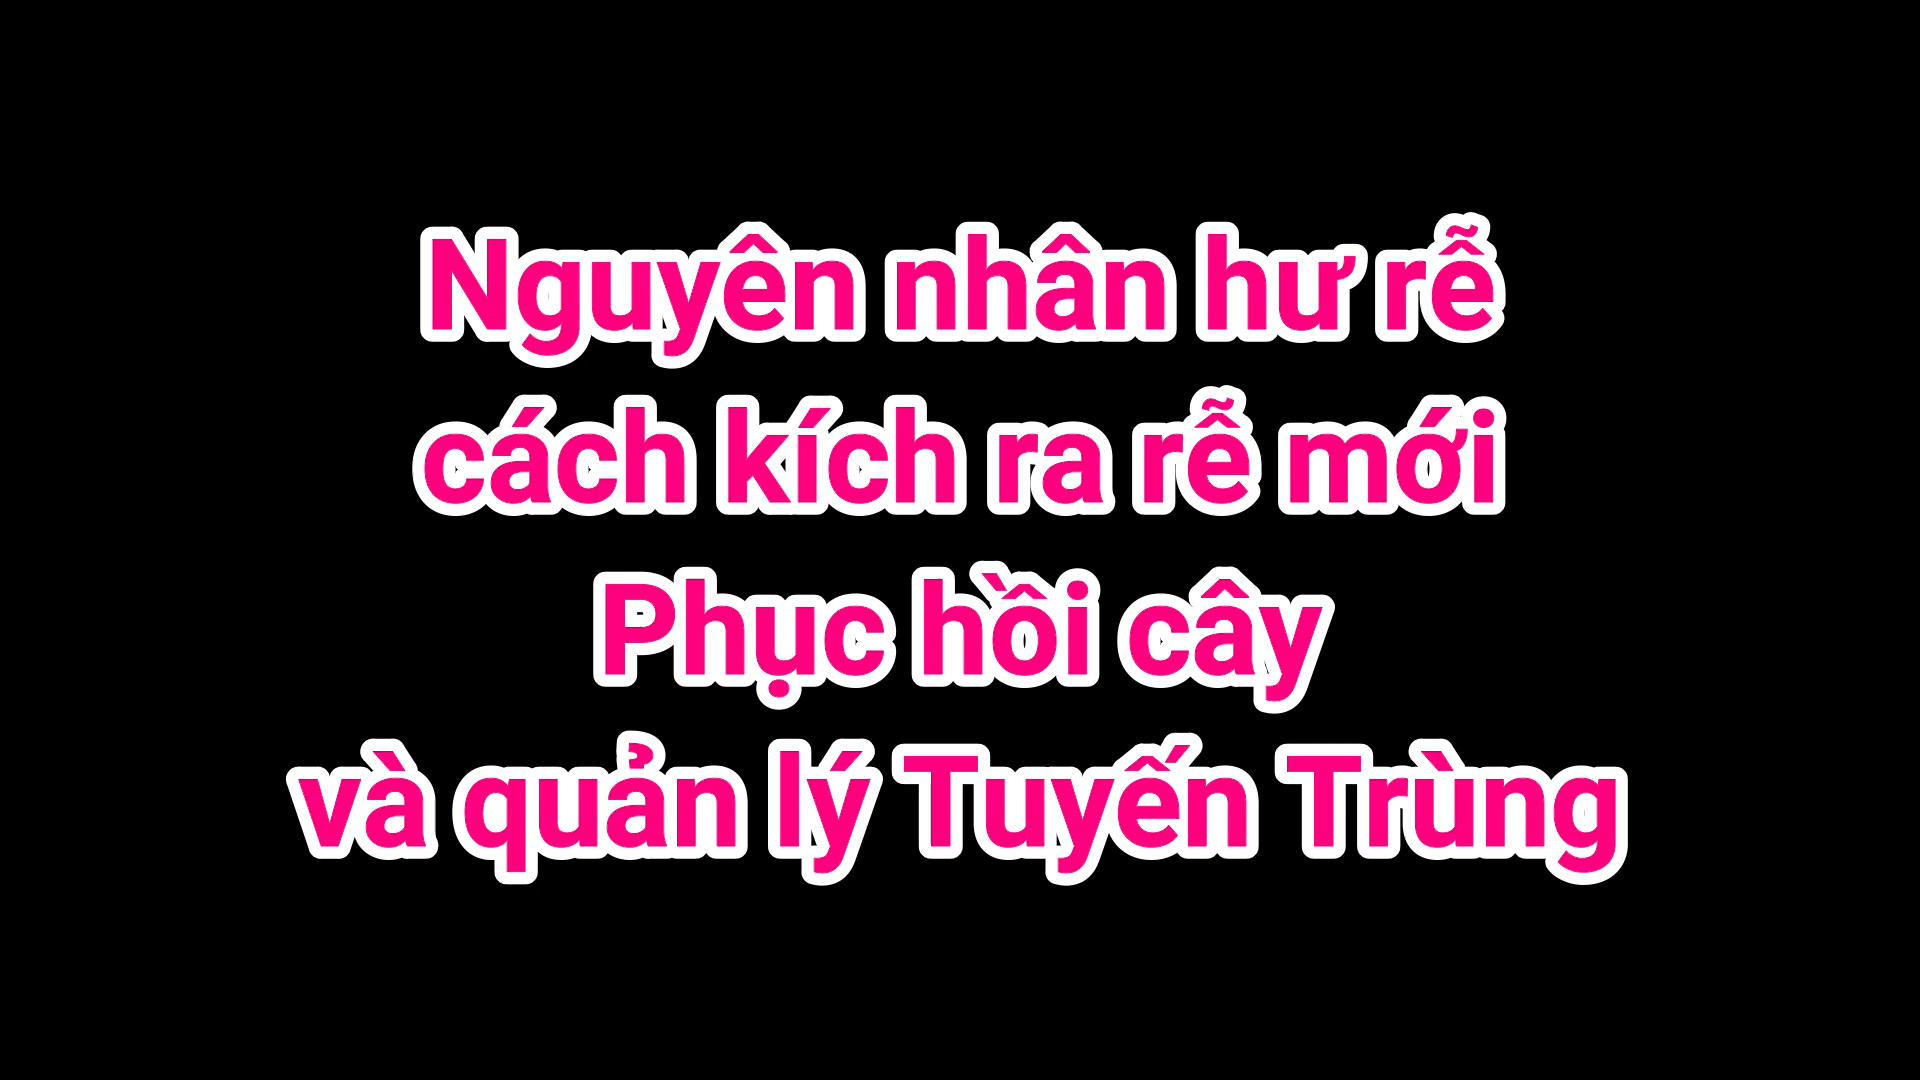 Nguyên nhân hư rễ
cách kích ra rễ mới
Phục hồi cây
và quản lý Tuyến Trùng